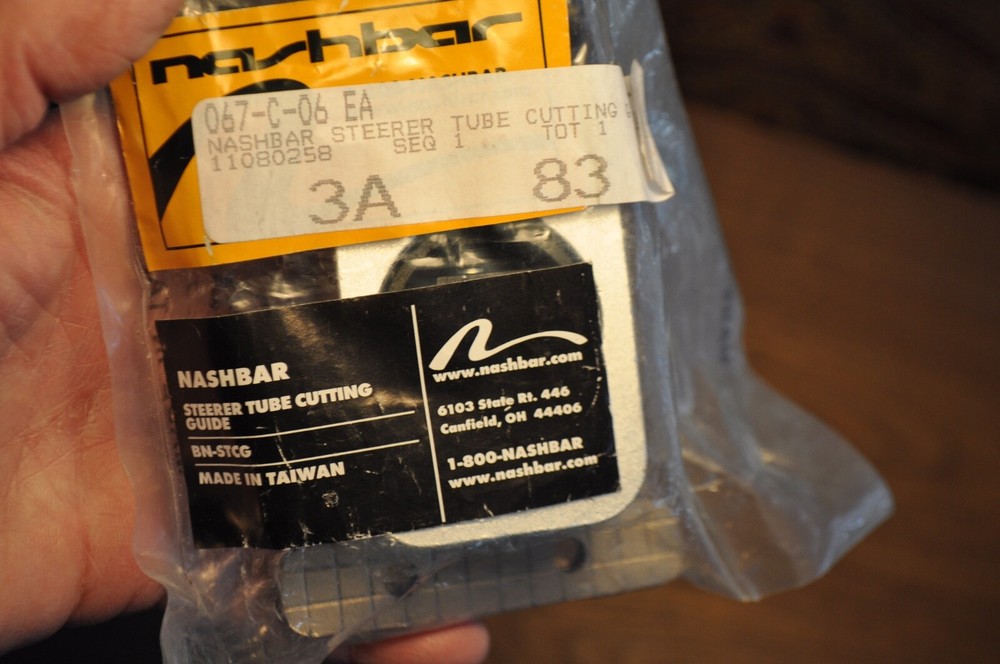 nashbar
NASHBAR
067-C-06 EA
NASHBAR STEERER TUBE CUTTING
11080258 SEQ 1 TOT 1
3A 83
NASHBAR
STEERER TUBE CUTTING
GUIDE
BN-STCG
MADE IN TAIWAN
www.nashbar.com
6103 State Rt. 446
Canfield, OH 44406
1-800-NASHBAR
www.nashbar.com